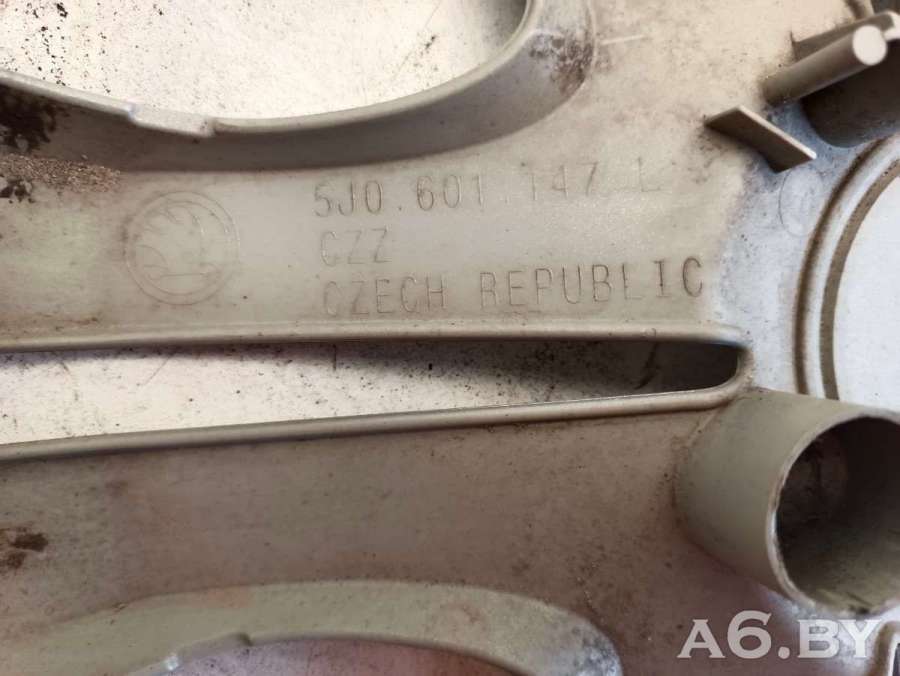 5J0.601.147 L
CZZ
CZECH REPUBLIC
A6.BY